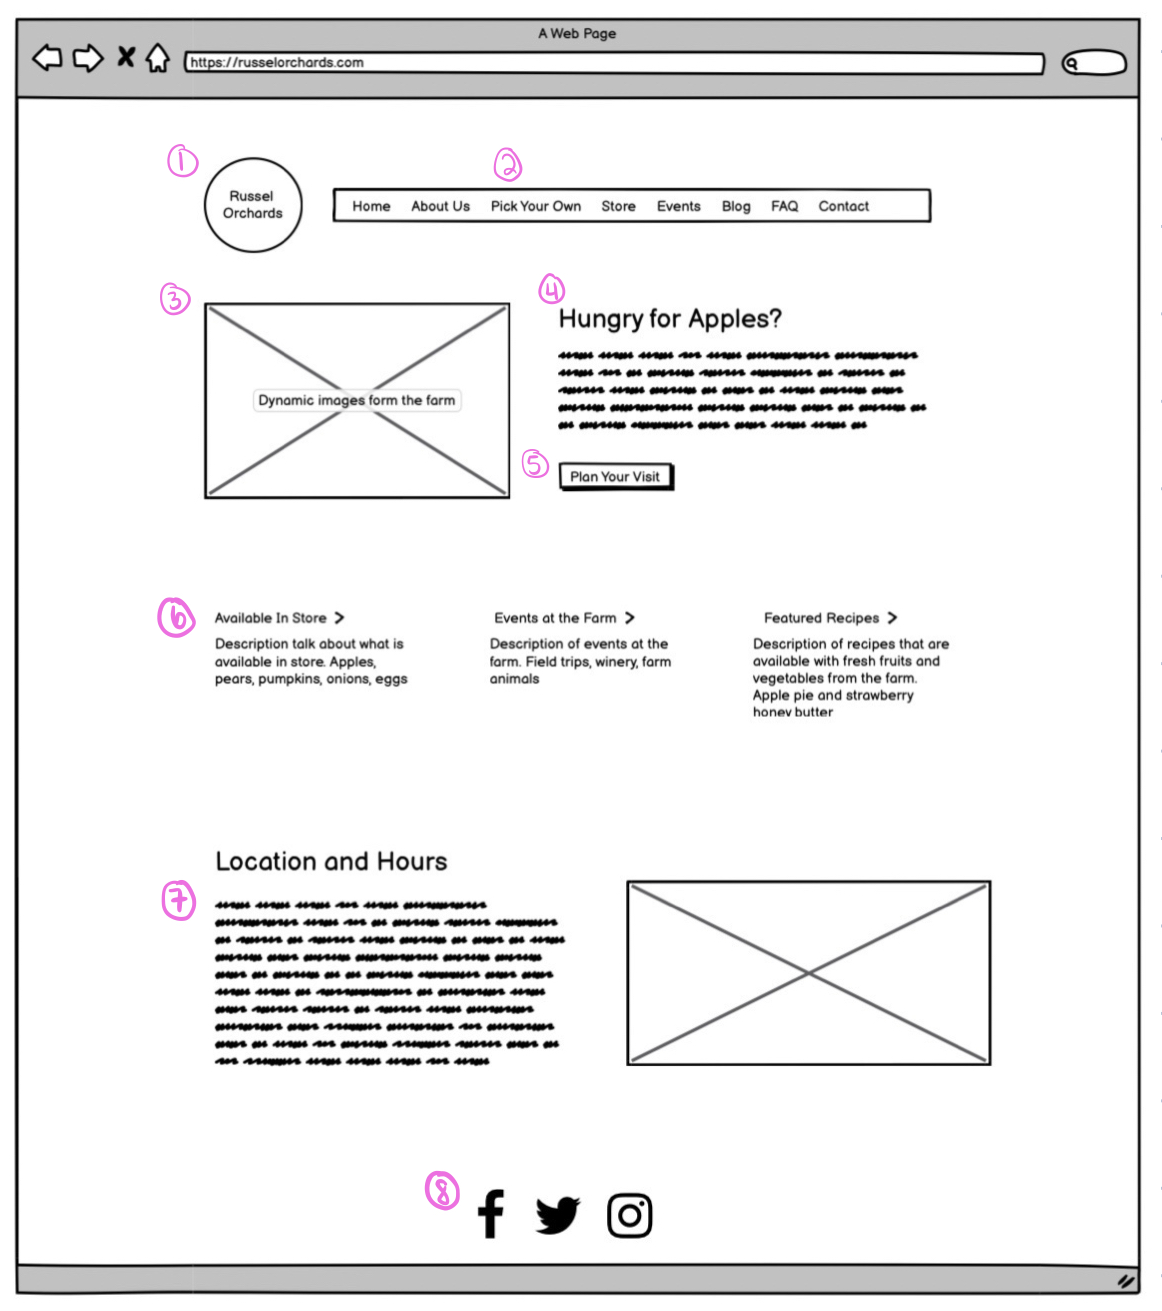 A Web Page
https://russelorchards.com
1
Russel
Orchards
2
Home About Us Pick Your Own Store Events Blog FAQ Contact
3
Dynamic images form the farm
4
Hungry for Apples?
5
Plan Your Visit
6
Available In Store >
Description talk about what is
available in store. Apples,
pears, pumpkins, onions, eggs
Events at the Farm >
Description of events at the
farm. Field trips, winery, farm
animals
Featured Recipes >
Description of recipes that are
available with fresh fruits and
vegetables from the farm.
Apple pie and strawberry
honey butter
Location and Hours
7
8